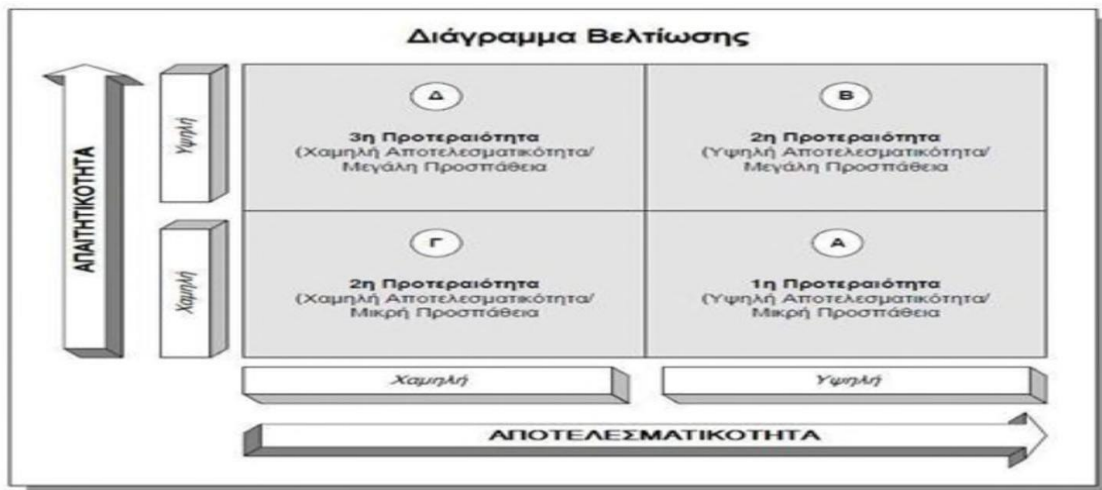 Διάγραμμα Βελτίωσης
ΑΠΑΙΤΗΤΙΚΟΤΗΤΑ
Υψηλή
Δ
3η Προτεραιότητα
(Χαμηλή Αποτελεσματικότητα/
Μεγάλη Προσπάθεια
Β
2η Προτεραιότητα
(Υψηλή Αποτελεσματικότητα/
Μεγάλη Προσπάθεια
Χαμηλή
Γ
2η Προτεραιότητα
(Χαμηλή Αποτελεσματικότητα/
Μικρή Προσπάθεια
Α
1η Προτεραιότητα
(Υψηλή Αποτελεσματικότητα/
Μικρή Προσπάθεια
Χαμηλή
Υψηλή
ΑΠΟΤΕΛΕΣΜΑΤΙΚΟΤΗΤΑ